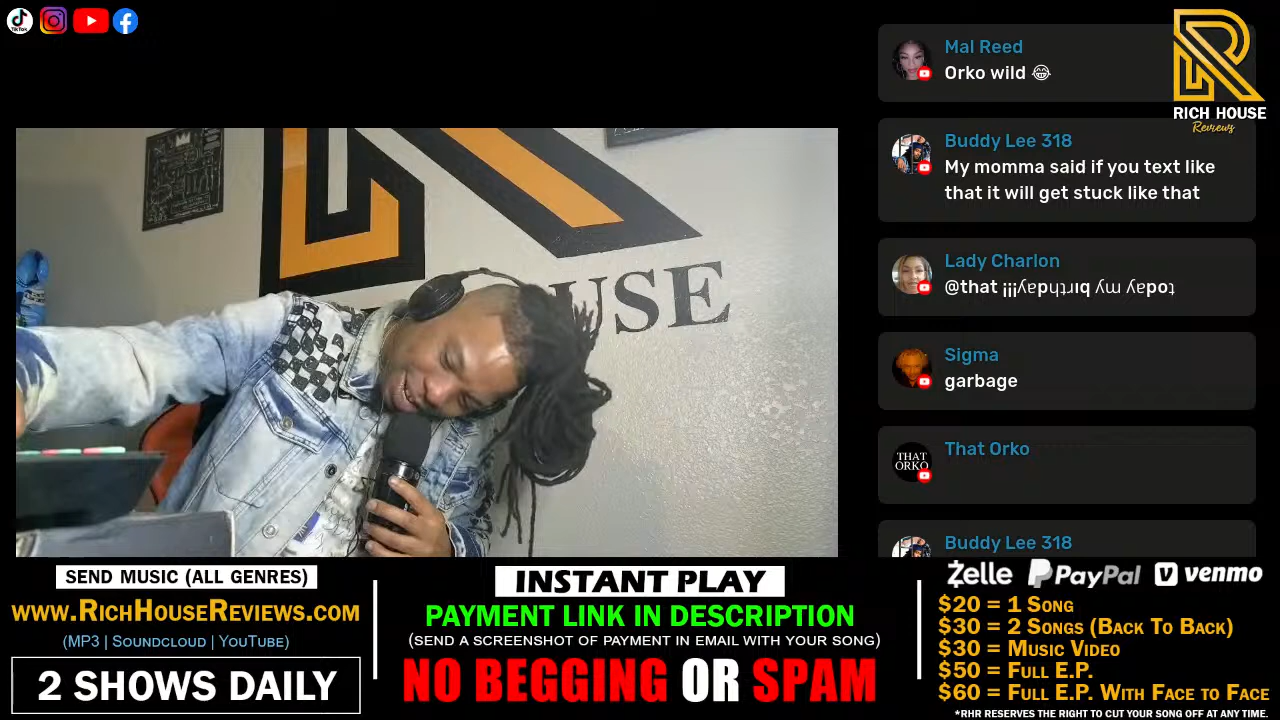 Mal Reed
Orko wild 😂
RICH HOUSE
Reviews
Buddy Lee 318
My momma said if you text like
that it will get stuck like that
Lady Charlon
@that ¡¡¡ʎɐpɥʇɹıq ʎɯ ʎɐpoʇ
Sigma
garbage
That Orko
THAT
ORKO
Buddy Lee 318
USE
SEND MUSIC (ALL GENRES)
WWW.RICHHOUSEREVIEWS.COM
(MP3 | SOUNDCLOUD | YOUTUBE)
2 SHOWS DAILY
INSTANT PLAY
PAYMENT LINK IN DESCRIPTION
(SEND A SCREENSHOT OF PAYMENT IN EMAIL WITH YOUR SONG)
NO BEGGING OR SPAM
Zelle PayPal venmo
$20 = 1 SONG
$30 = 2 SONGS (BACK TO BACK)
$30 = MUSIC VIDEO
$50 = FULL E.P.
$60 = FULL E.P. WITH FACE TO FACE
*RHR RESERVES THE RIGHT TO CUT YOUR SONG OFF AT ANY TIME.